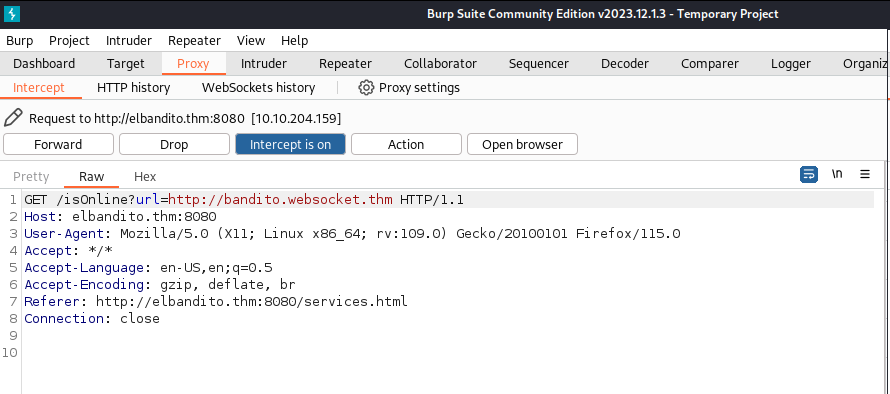 Burp Suite Community Edition v2023.12.1.3 - Temporary Project
Burp Project Intruder Repeater View Help
Dashboard Target Proxy Intruder Repeater Collaborator Sequencer Decoder Comparer Logger Organiz
Intercept HTTP history WebSockets history Proxy settings
Request to http://elbandito.thm:8080 [10.10.204.159]
Forward Drop Intercept is on Action Open browser
Pretty Raw Hex \n
1 GET /isOnline?url=http://bandito.websocket.thm HTTP/1.1
2 Host: elbandito.thm:8080
3 User-Agent: Mozilla/5.0 (X11; Linux x86_64; rv:109.0) Gecko/20100101 Firefox/115.0
4 Accept: */*
5 Accept-Language: en-US,en;q=0.5
6 Accept-Encoding: gzip, deflate, br
7 Referer: http://elbandito.thm:8080/services.html
8 Connection: close
9
10